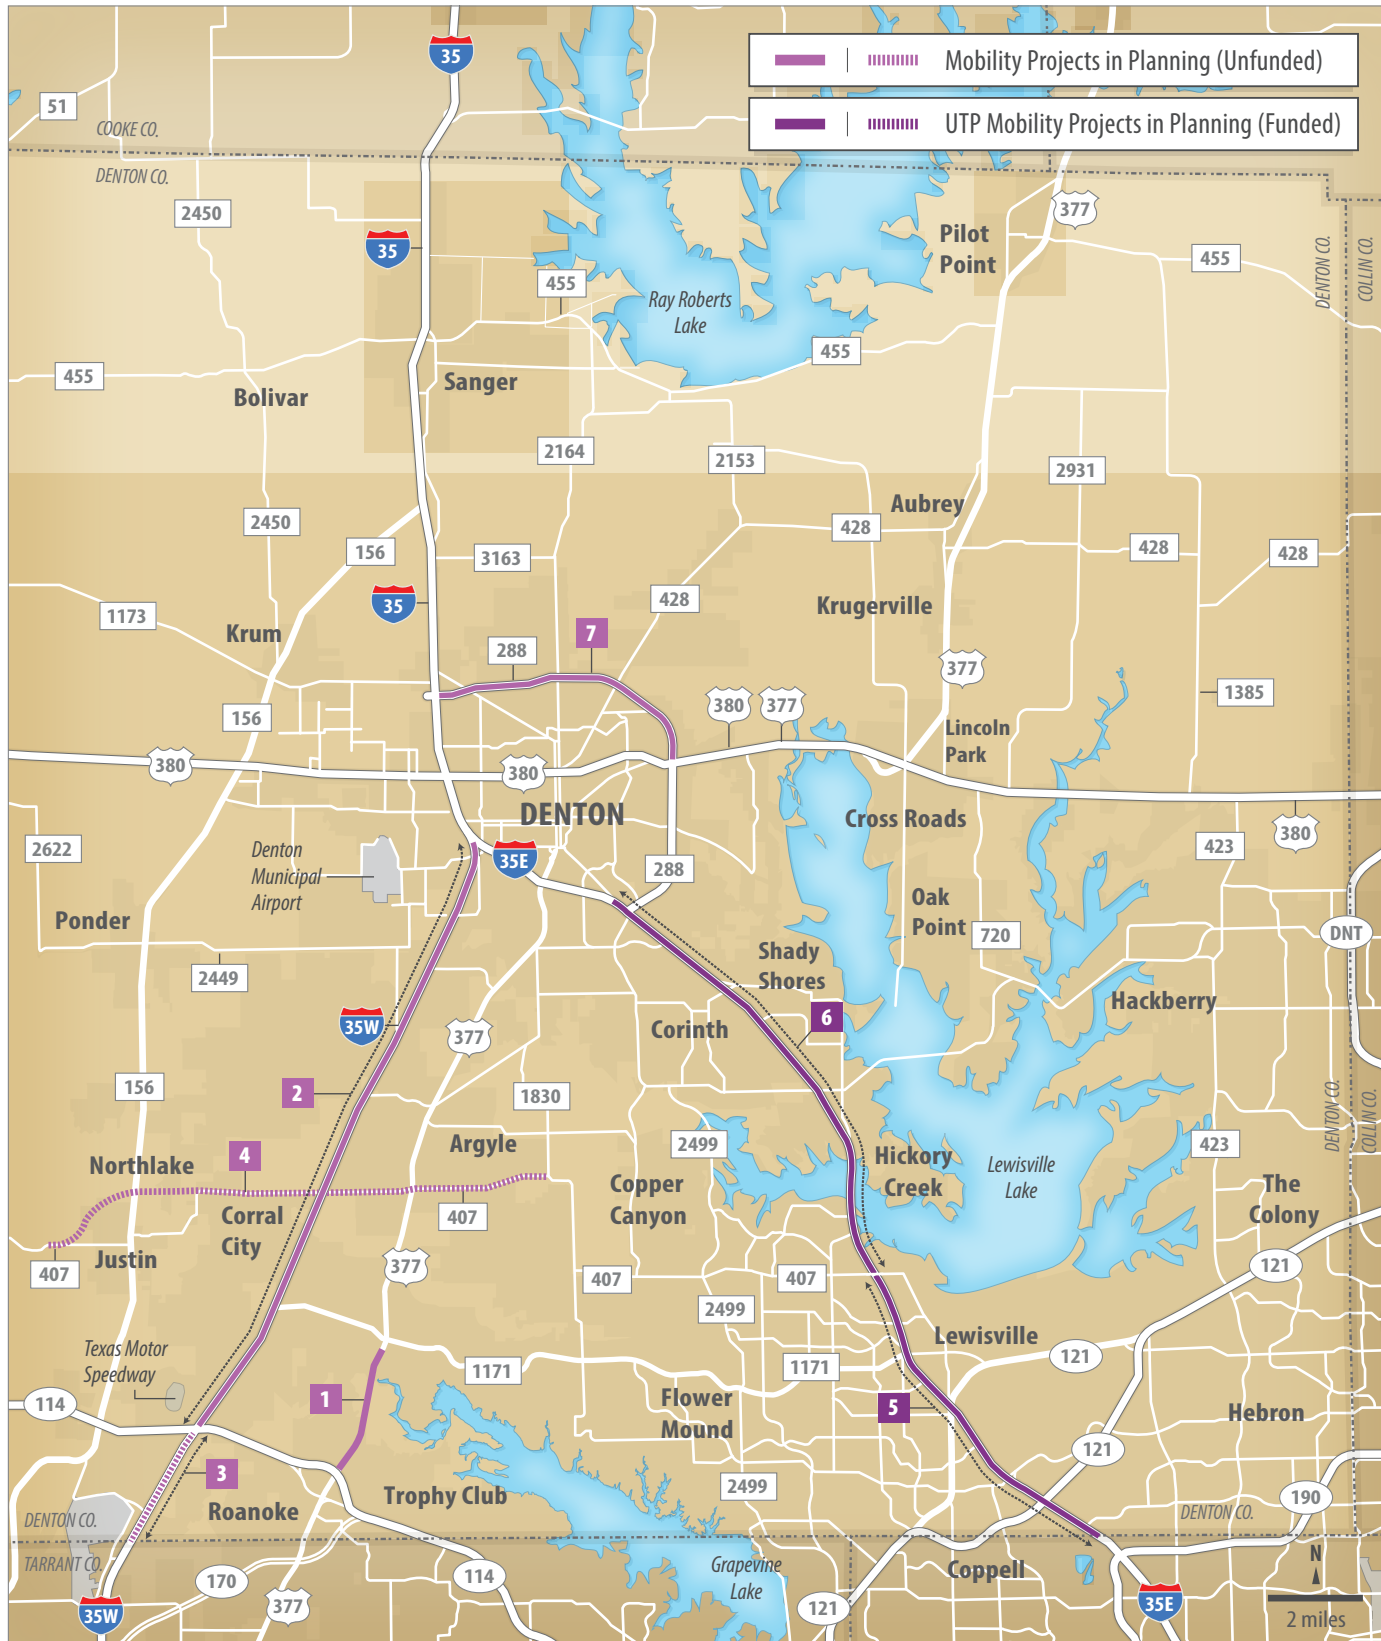 35
Mobility Projects in Planning (Unfunded)
UTP Mobility Projects in Planning (Funded)
51
COOKE CO.
DENTON CO.
2450
377
35
Pilot
Point
455
DENTON CO.
COLLIN CO.
455
Ray Roberts
Lake
455
455
Bolivar
Sanger
2164
2153
2931
Aubrey
2450
156
3163
428
428
428
35
428
1173
Krum
Krugerville
7
288
377
156
380
377
1385
Lincoln
Park
380
380
DENTON
Cross Roads
380
2622
423
Denton
Municipal
Airport
35E
288
Ponder
Oak
Point
720
DNT
2449
Shady
Shores
Hackberry
35W
377
Corinth
6
156
2
1830
DENTON CO.
COLLIN CO.
Argyle
2499
423
Northlake
4
Hickory
Creek
Lewisville
Lake
Copper
Canyon
The
Colony
Corral
City
407
Justin
407
377
407
407
121
2499
Texas Motor
Speedway
Lewisville
1171
1171
121
114
1
Flower
Mound
5
Hebron
121
3
2499
Trophy Club
190
Roanoke
DENTON CO.
DENTON CO.
TARRANT CO.
Grapevine
Lake
Coppell
N
170
114
377
35W
121
35E
2 miles